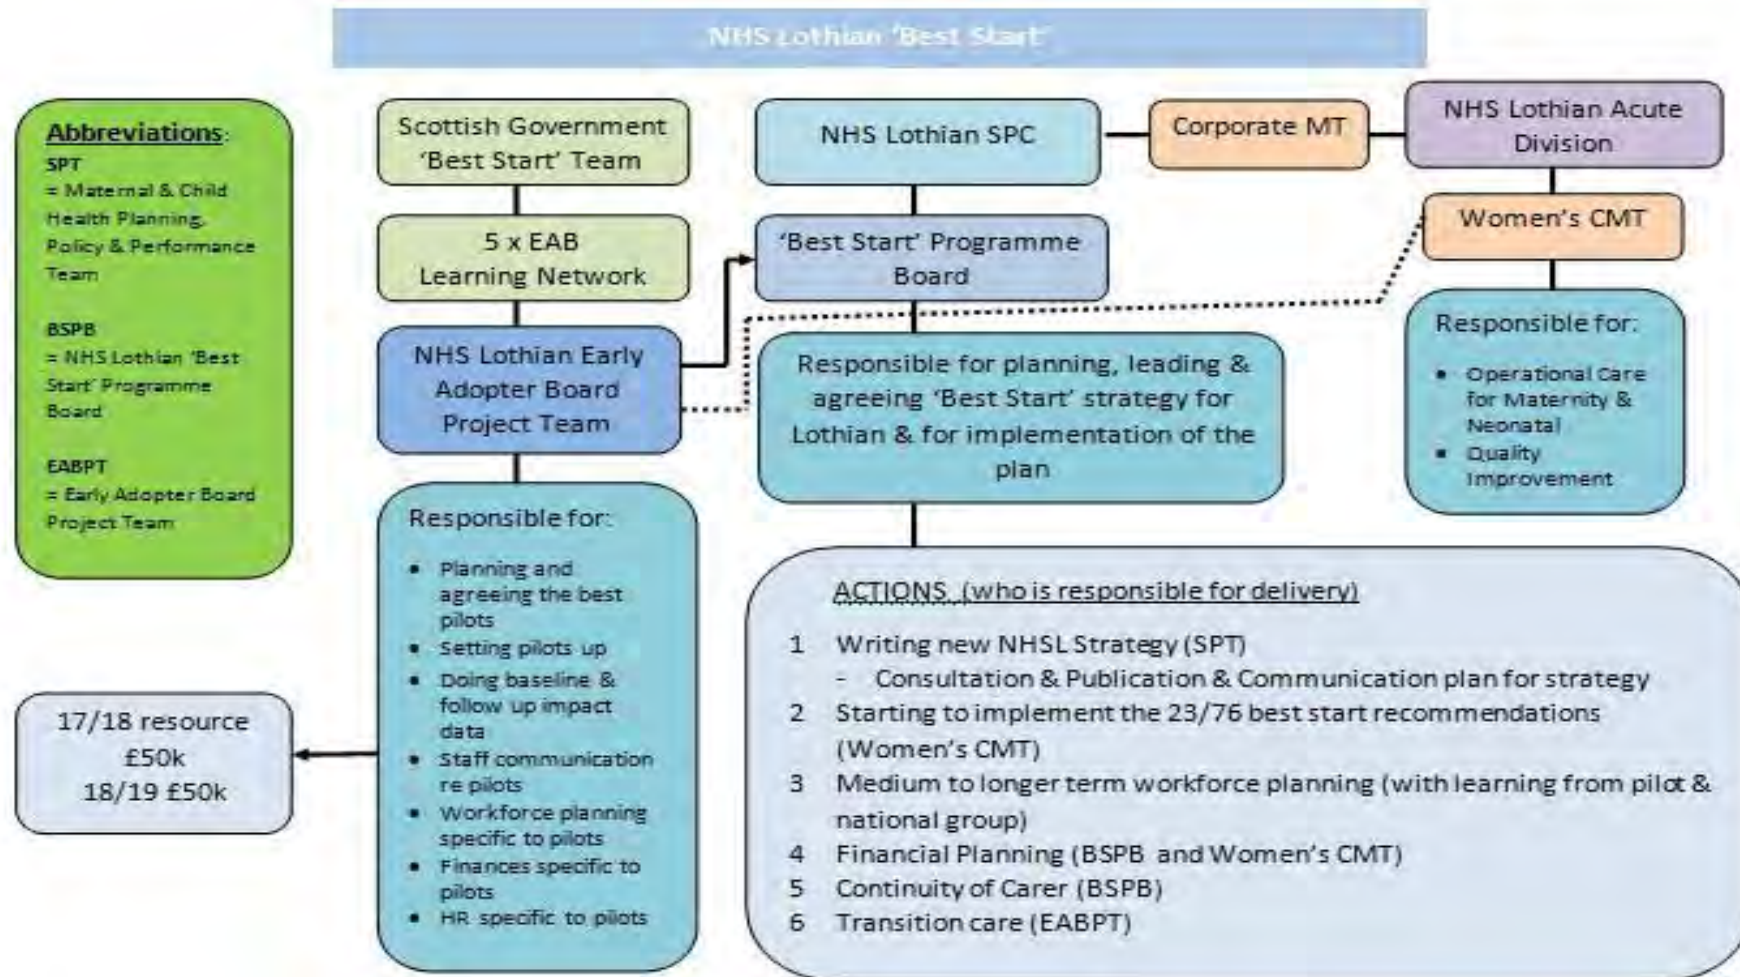 NHS Lothian 'Best Start'
Abbreviations:
SPT
= Maternal & Child
Health Planning,
Policy & Performance
Team
BSPB
= NHS Lothian 'Best
Start' Programme
Board
EABPT
= Early Adopter Board
Project Team
Scottish Government
'Best Start' Team
5 x EAB
Learning Network
NHS Lothian Early
Adopter Board
Project Team
Responsible for:
• Planning and
agreeing the best
pilots
• Setting pilots up
• Doing baseline &
follow up impact
data
• Staff communication
re pilots
• Workforce planning
specific to pilots
• Finances specific to
pilots
• HR specific to pilots
17/18 resource
£50k
18/19 £50k
NHS Lothian SPC
'Best Start' Programme
Board
Responsible for planning, leading &
agreeing 'Best Start' strategy for
Lothian & for implementation of the
plan
Corporate MT
NHS Lothian Acute
Division
Women's CMT
Responsible for:
• Operational Care
for Maternity &
Neonatal
• Quality
Improvement
ACTIONS (who is responsible for delivery)
1 Writing new NHSL Strategy (SPT)
- Consultation & Publication & Communication plan for strategy
2 Starting to implement the 23/76 best start recommendations
(Women's CMT)
3 Medium to longer term workforce planning (with learning from pilot &
national group)
4 Financial Planning (BSPB and Women's CMT)
5 Continuity of Carer (BSPB)
6 Transition care (EABPT)